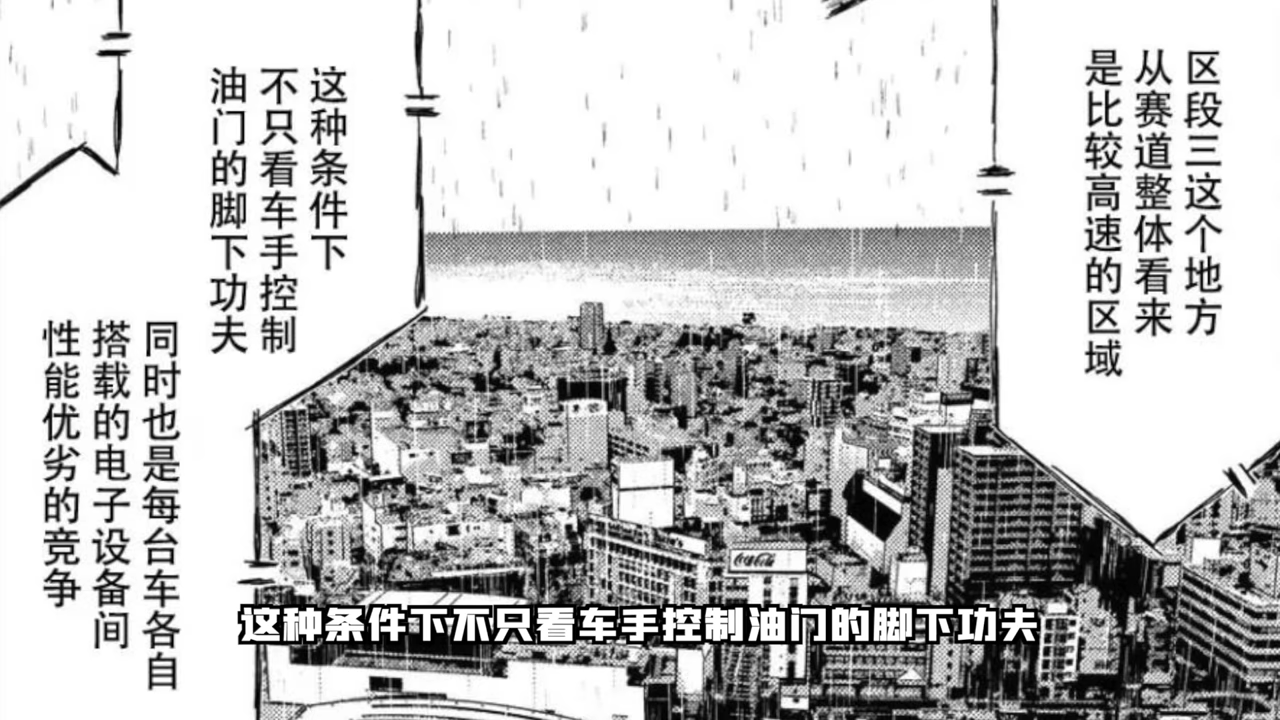 区段三这个地方
从赛道整体看来
是比较高速的区域
这种条件下
不只看车手控制
油门的脚下功夫
同时也是每台车各自
搭载的电子设备间
性能优劣的竞争
Coca-Cola
这种条件下不只看车手控制油门的脚下功夫